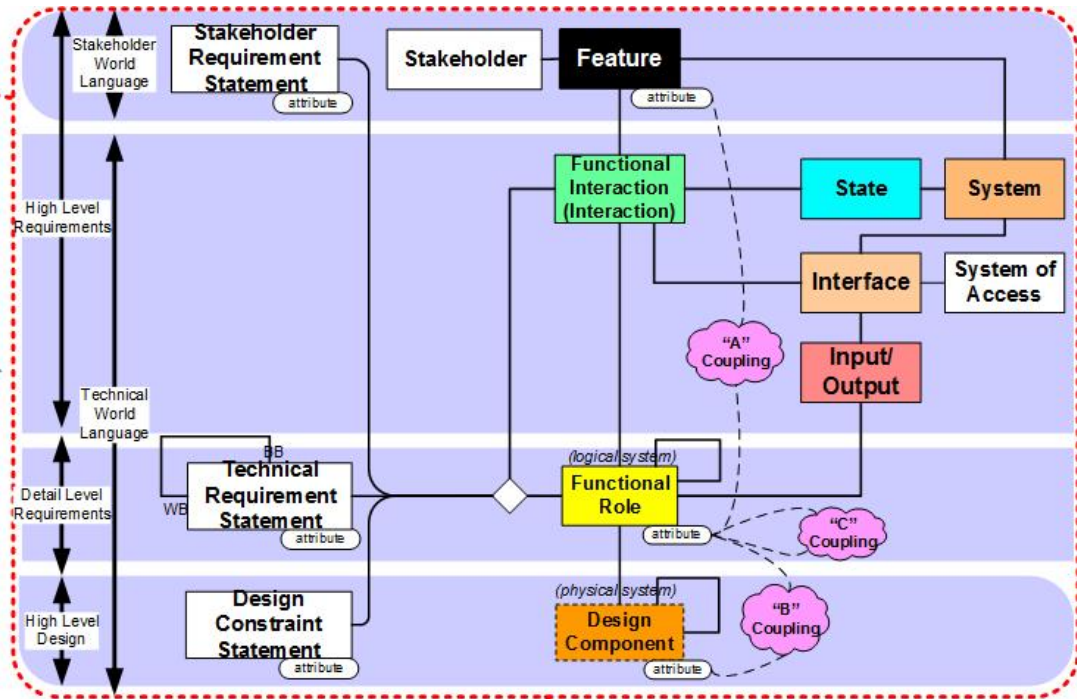 Stakeholder
World
Language
Stakeholder
Requirement
Statement
attribute
Stakeholder
Feature
attribute
High Level
Requirements
Technical
World
Language
Functional
Interaction
(Interaction)
State
System
Interface
System of
Access
“A”
Coupling
Input/
Output
Detail Level
Requirements
BB
WB
Technical
Requirement
Statement
attribute
(logical system)
Functional
Role
attribute
“C”
Coupling
High Level
Design
Design
Constraint
Statement
attribute
(physical system)
Design
Component
attribute
“B”
Coupling